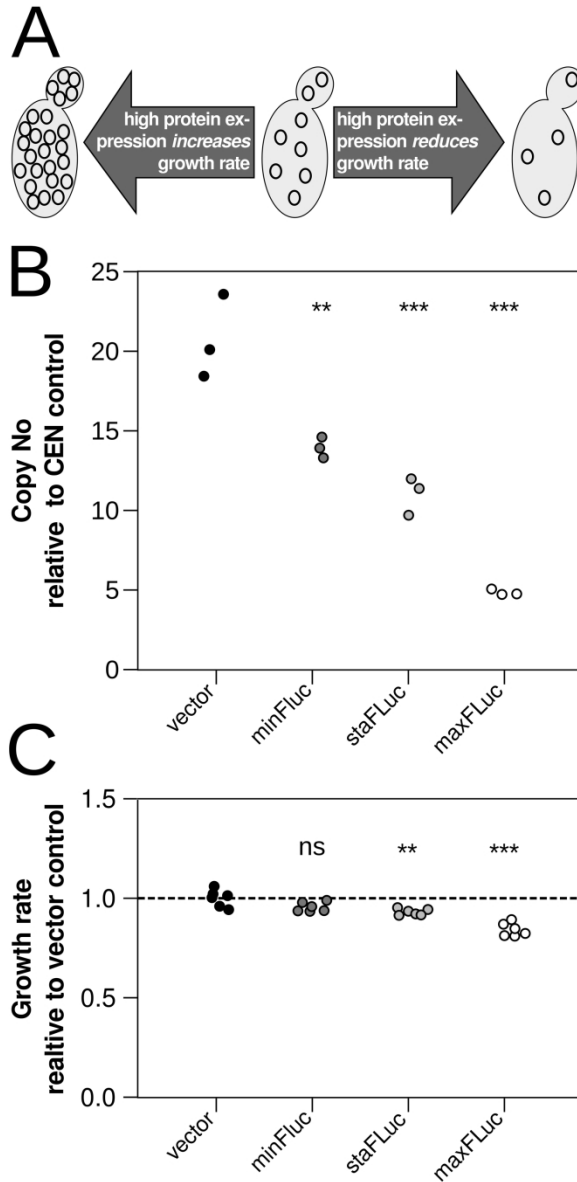 A
high protein ex-
pression increases
growth rate
high protein ex-
pression reduces
growth rate
B
Copy No
relative to CEN control
25
20
15
10
5
0
** *** ***
vector minFluc staFLuc maxFLuc
C
Growth rate
realtive to vector control
1.5
1.0
0.5
0.0
ns ** ***
vector minFluc staFLuc maxFLuc